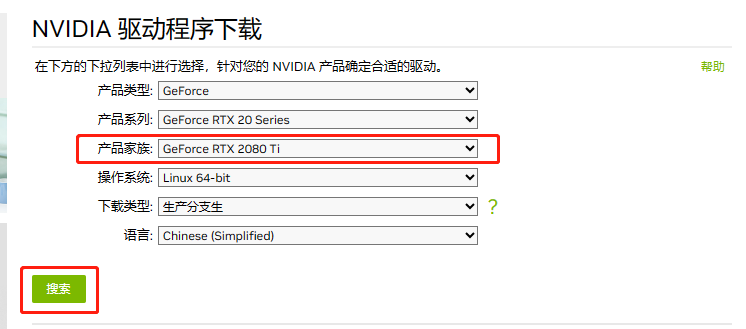 NVIDIA 驱动程序下载
在下方的下拉列表中进行选择，针对您的 NVIDIA 产品确定合适的驱动。 帮助
产品类型: GeForce
产品系列: GeForce RTX 20 Series
产品家族: GeForce RTX 2080 Ti
操作系统: Linux 64-bit
下载类型: 生产分支生 ?
语言: Chinese (Simplified)
搜索